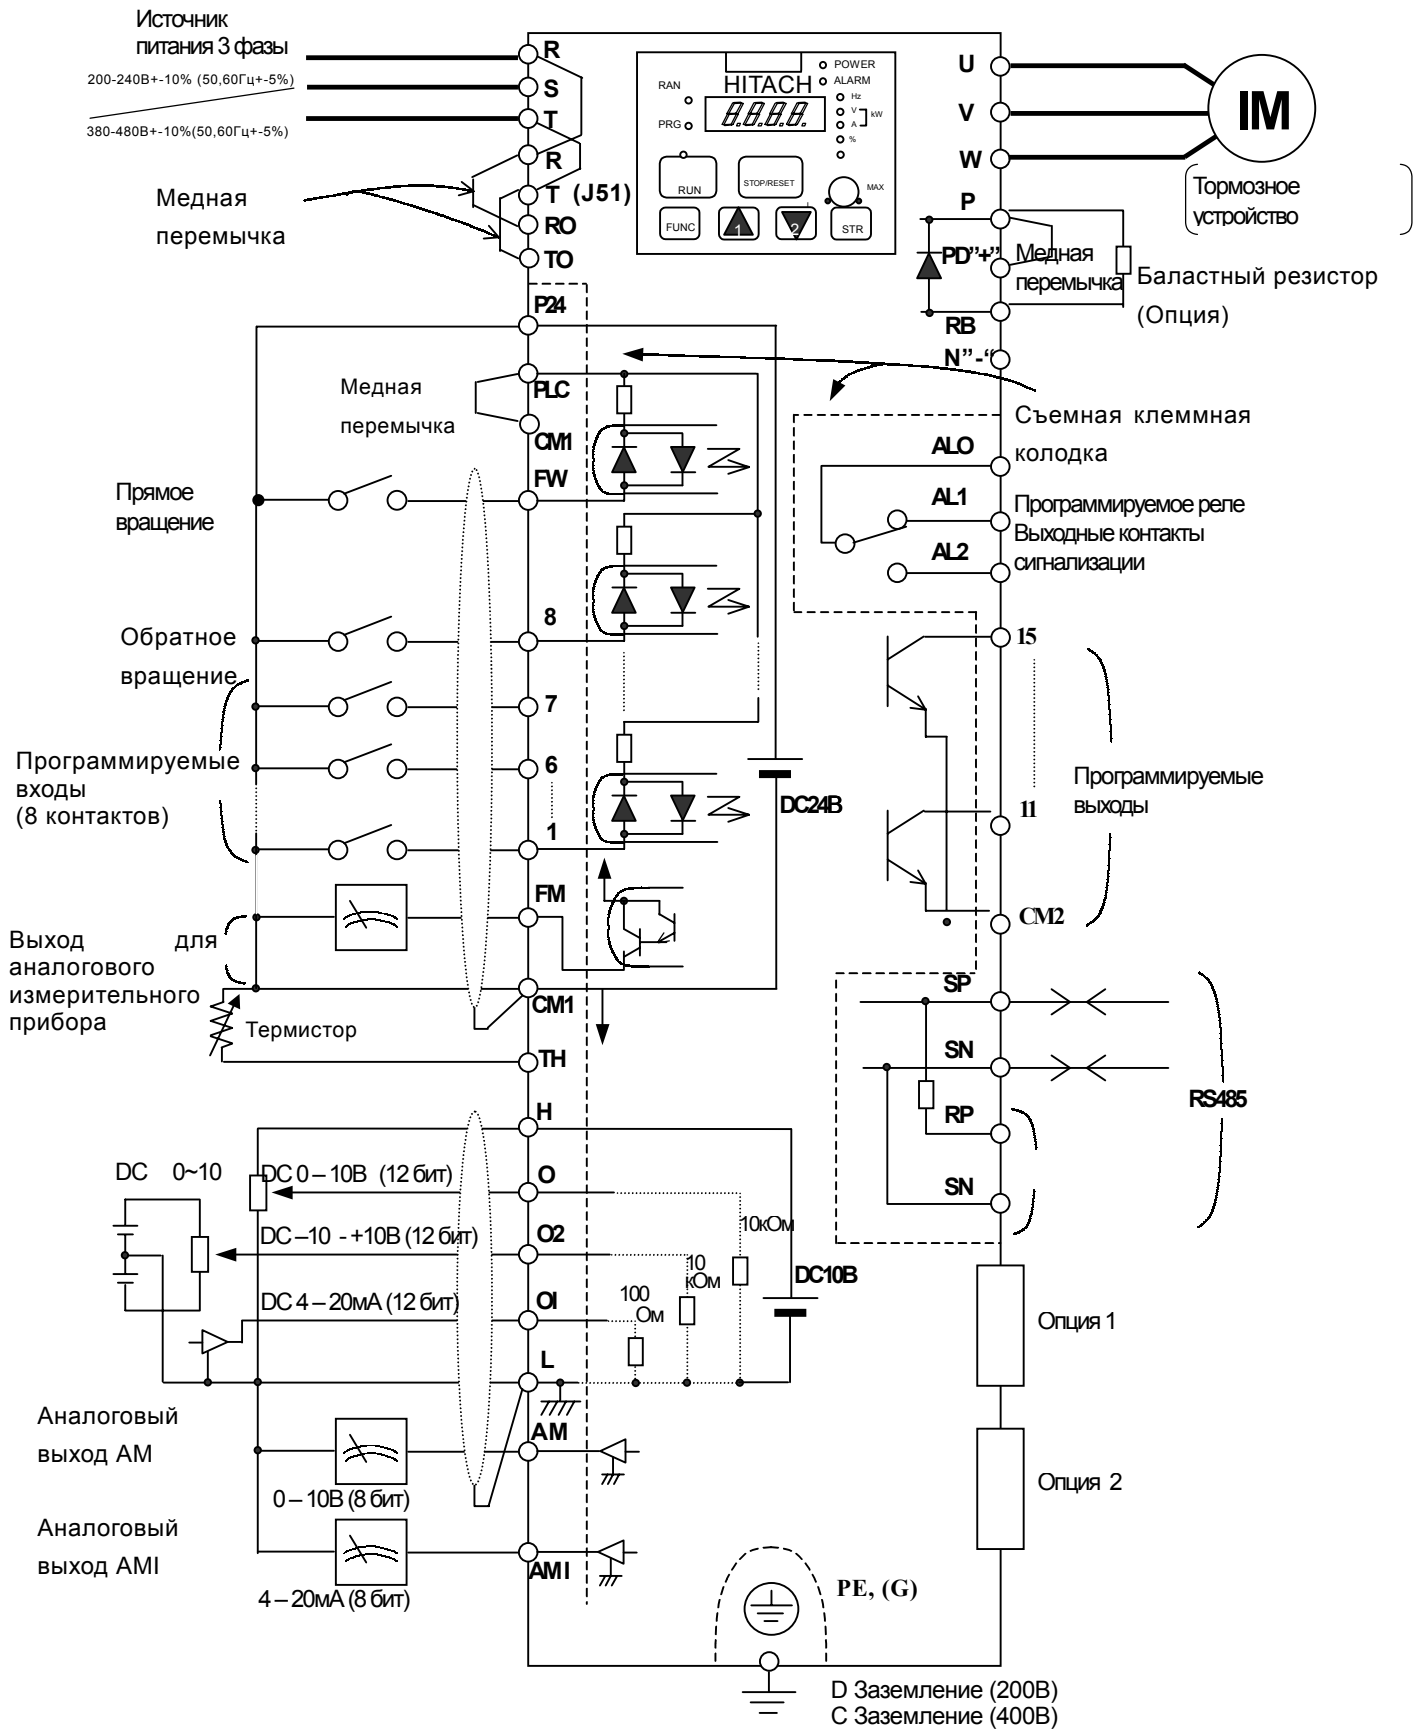 Источник
питания 3 фазы
200-240В+-10% (50,60Гц+-5%)
380-480В+-10%(50,60Гц+-5%)
R
S
T
R
T (J51)
RO
TO
Медная
перемычка
RAN
PRG
HITACH
POWER
ALARM
Hz
V
A
kW
%
8.8.8.8.
RUN
STOP/RESET
MAX
FUNC
1
2
STR
U
V
W
IM
P
Тормозное
устройство
PD”+”
Медная
перемычка
Баластный резистор
(Опция)
RB
N”-“
P24
PLC
Медная
перемычка
CM1
Съемная клеммная
колодка
FW
Прямое
вращение
ALO
AL1
AL2
Программируемое реле
Выходные контакты
сигнализации
8
Обратное
вращение
7
6
1
Программируемые
входы
(8 контактов)
DC24В
15
11
CM2
Программируемые
выходы
FM
Выход для
аналогового
измерительного
прибора
CM1
Термистор
TH
SP
SN
RP
SN
RS485
H
DC 0~10
DC 0 – 10В (12 бит)
O
DC –10 - +10В (12 бит)
O2
DC 4 – 20мА (12 бит)
OI
10кОм
10
кОм
100
Ом
DC10В
L
Опция 1
Аналоговый
выход АМ
AM
0 – 10В (8 бит)
Опция 2
Аналоговый
выход AMI
AMI
4 – 20мА (8 бит)
PE, (G)
D Заземление (200В)
С Заземление (400В)